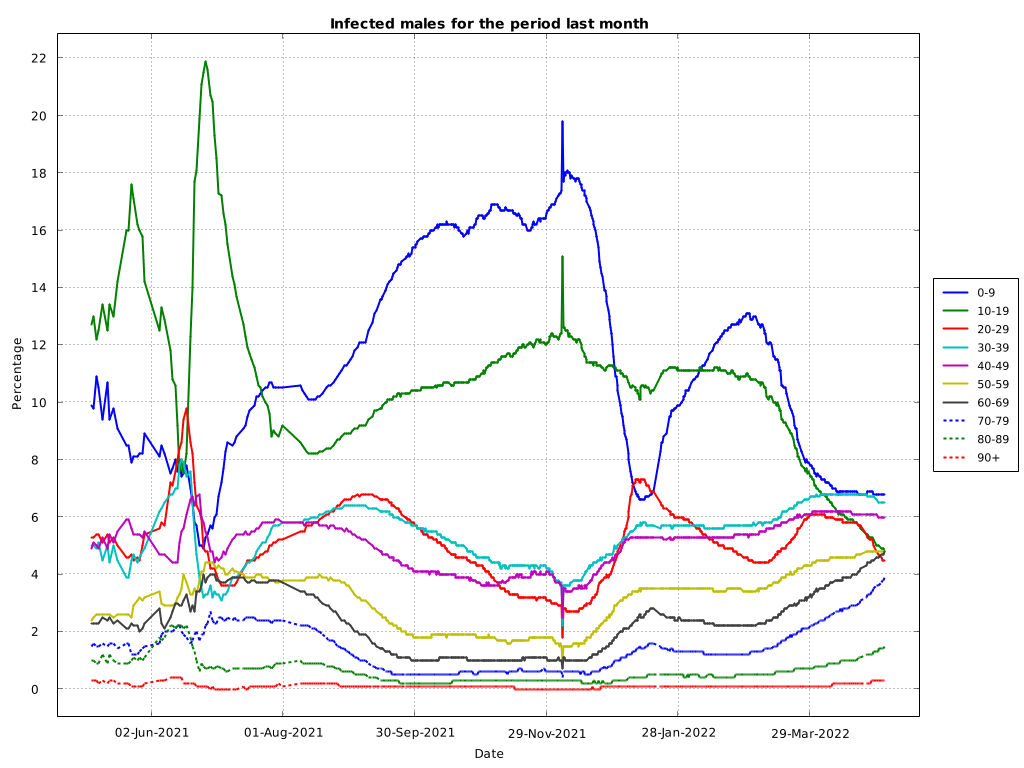 Infected males for the period last month
Percentage
22
20
18
16
14
12
10
8
6
4
2
0
02-Jun-2021
01-Aug-2021
30-Sep-2021
29-Nov-2021
28-Jan-2022
29-Mar-2022
Date
0-9
10-19
20-29
30-39
40-49
50-59
60-69
70-79
80-89
90+